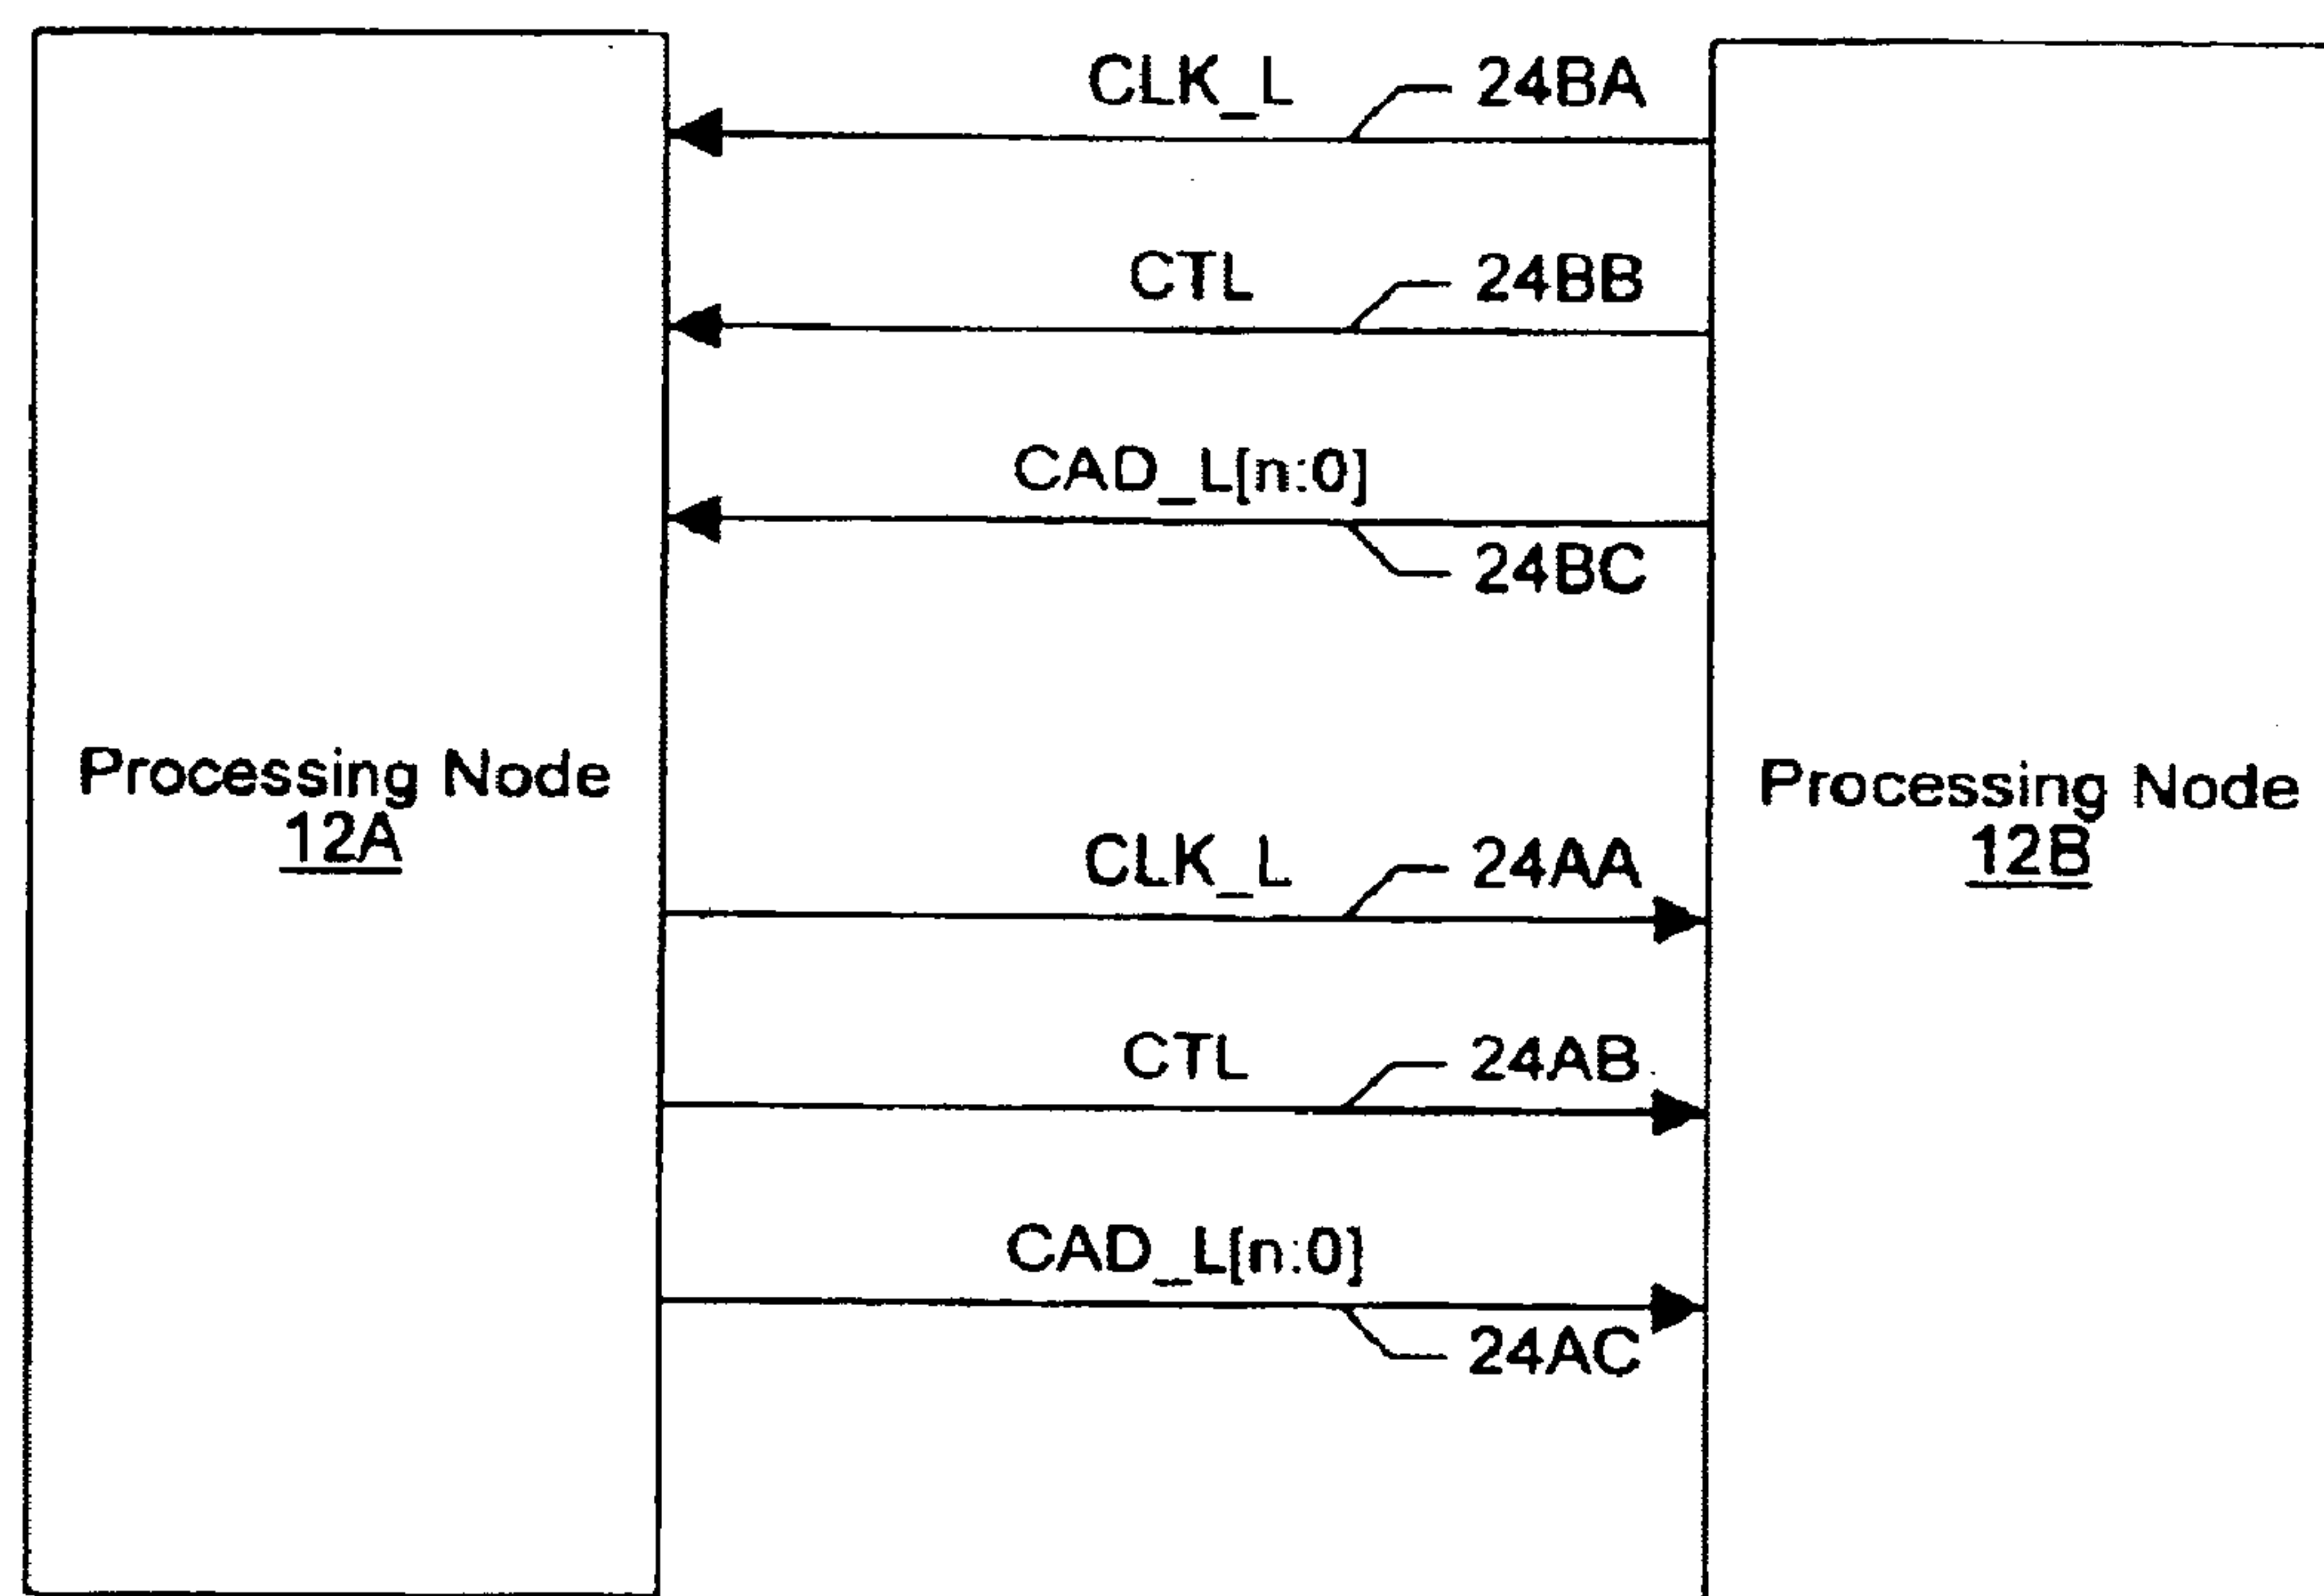 CLK_L
24BA
CTL
24BB
CAD_L[n:0]
24BC
Processing Node
12A
Processing Node
12B
CLK_L
24AA
CTL
24AB
CAD_L[n:0]
24AC